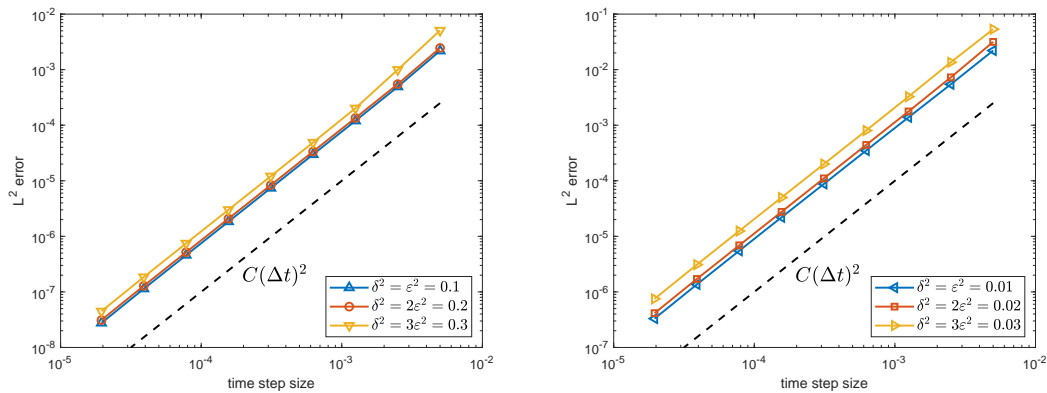 10^-2
10^-3
10^-4
10^-5
10^-6
10^-7
10^-8
L^2 error
10^-5
10^-4
10^-3
10^-2
time step size
C(Δt)^2
δ^2 = ε^2 = 0.1
δ^2 = 2ε^2 = 0.2
δ^2 = 3ε^2 = 0.3
10^-1
10^-2
10^-3
10^-4
10^-5
10^-6
10^-7
L^2 error
10^-5
10^-4
10^-3
10^-2
time step size
C(Δt)^2
δ^2 = ε^2 = 0.01
δ^2 = 2ε^2 = 0.02
δ^2 = 3ε^2 = 0.03